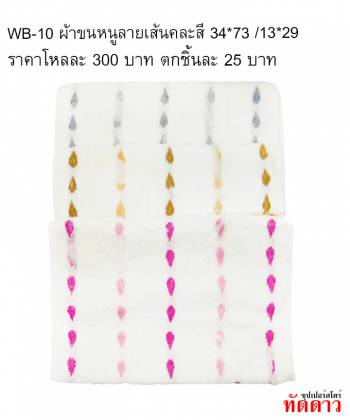 WB-10 ผ้าขนหนูลายเส้นคละสี 34*73 /13*29
ราคาโหลละ 300 บาท ตกชิ้นละ 25 บาท
ซุปเปอร์สโตร์
ทัดดาว